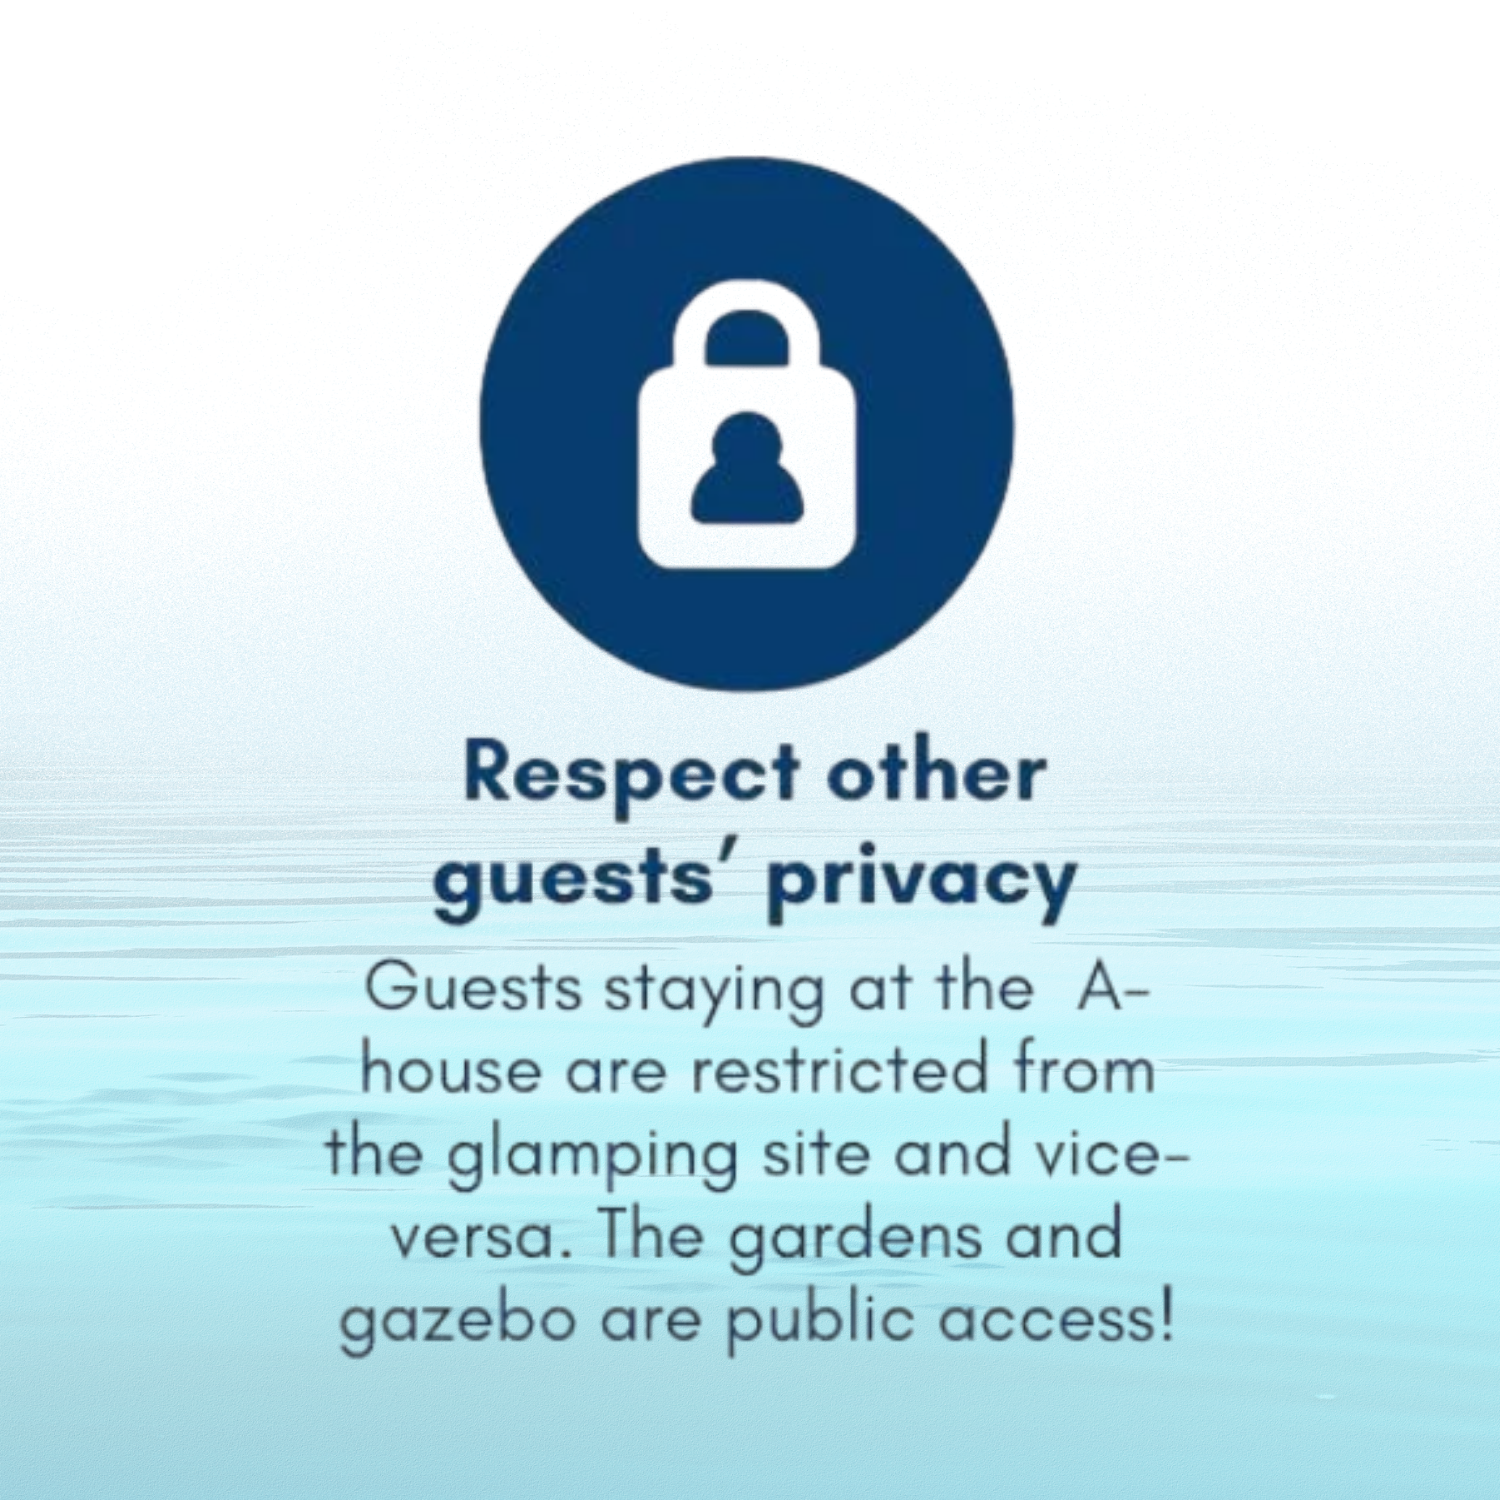 Respect other
guests’ privacy
Guests staying at the A-
house are restricted from
the glamping site and vice-
versa. The gardens and
gazebo are public access!